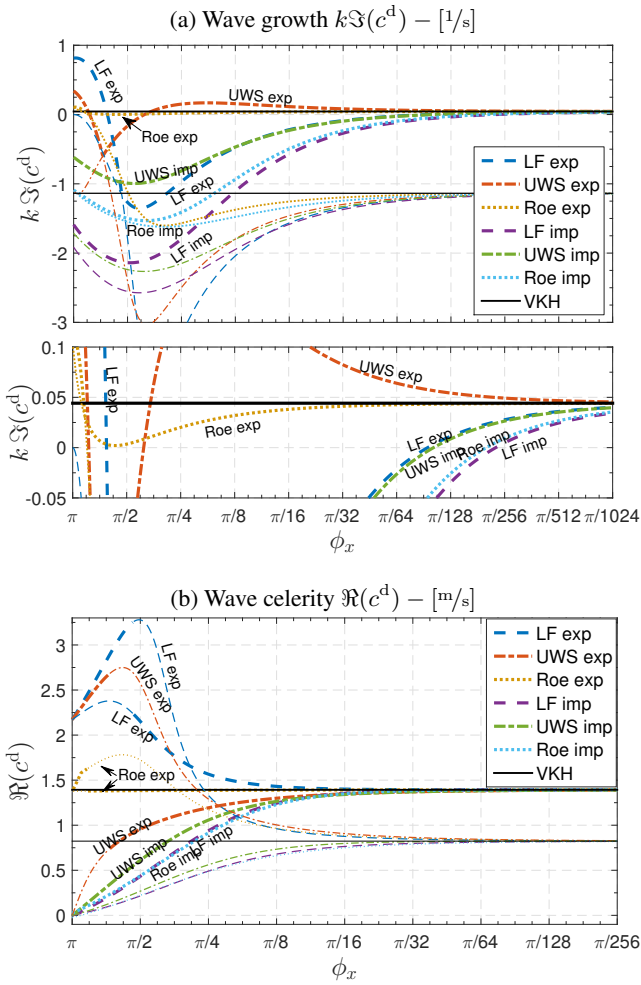 (a) Wave growth kℑ(c^d) – [1/s]
1
0
-1
-2
-3
k ℑ(c^d)
LF exp
UWS exp
Roe exp
UWS imp
LF exp
Roe imp
LF imp
LF exp
UWS exp
Roe exp
LF imp
UWS imp
Roe imp
VKH
0.1
0.05
0
-0.05
k ℑ(c^d)
LF exp
UWS exp
Roe exp
LF exp
UWS imp
Roe imp
LF imp
π π/2 π/4 π/8 π/16 π/32 π/64 π/128 π/256 π/512 π/1024
ϕ_x
(b) Wave celerity ℜ(c^d) – [m/s]
3
2.5
2
1.5
1
0.5
0
ℜ(c^d)
LF exp
UWS exp
LF exp
Roe exp
UWS exp
UWS imp
Roe imp
LF imp
LF exp
UWS exp
Roe exp
LF imp
UWS imp
Roe imp
VKH
π π/2 π/4 π/8 π/16 π/32 π/64 π/128 π/256
ϕ_x